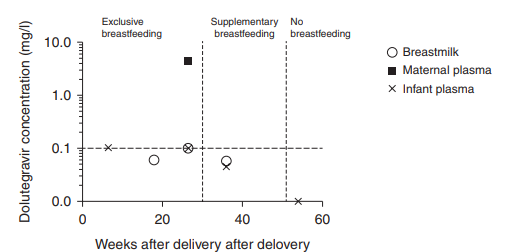 Exclusive
breastfeeding
Supplementary
breastfeeding
No
breastfeeding
Dolutegravir concentration (mg/l)
10.0
1.0
0.1
0.0
0
20
40
60
Weeks after delivery after delovery
Breastmilk
Maternal plasma
Infant plasma